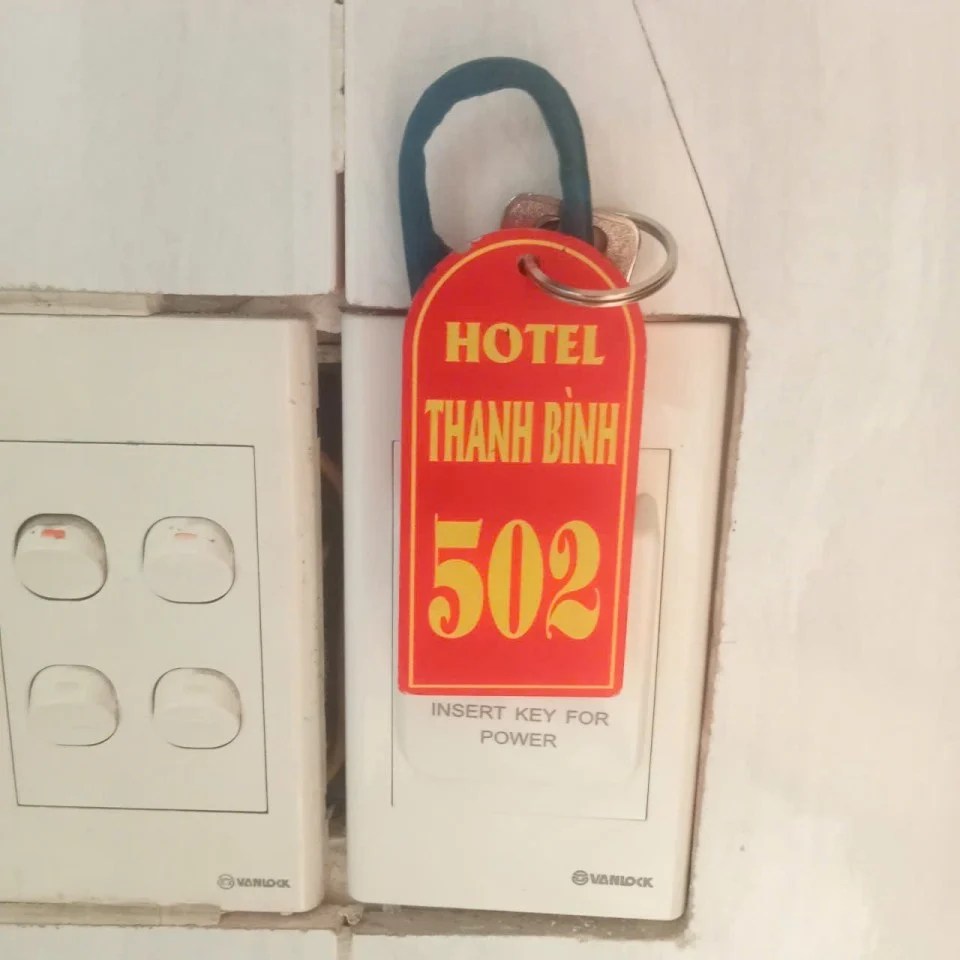 HOTEL
THANH BÌNH
502
INSERT KEY FOR
POWER
VANLOCK
VANLOCK